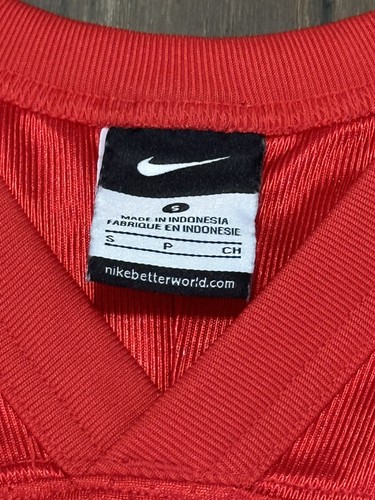 S
MADE IN INDONESIA
FABRIQUE EN INDONESIE
S P CH
nikebetterworld.com